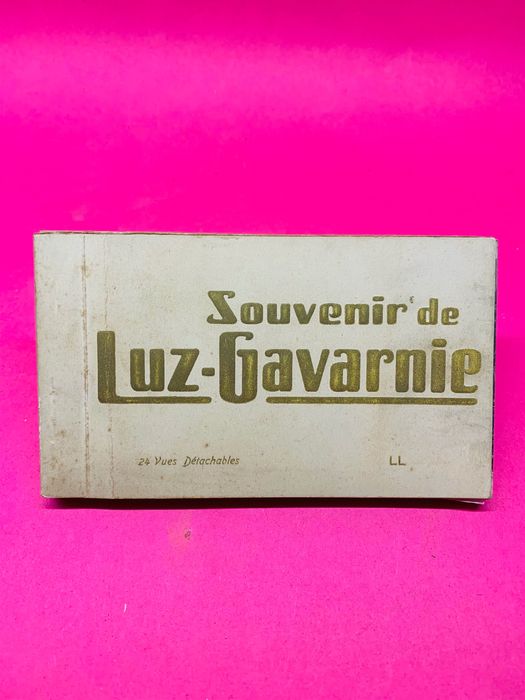 Souvenir de
Luz-Gavarnie
24 Vues Détachables
LL